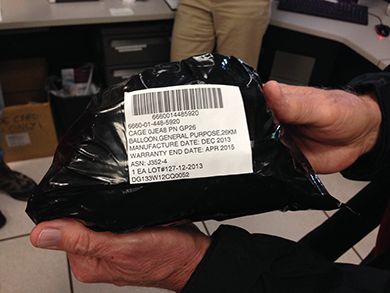 6660014485920
6660-01-448-5920
CAGE 0JEA8 PN GP26
BALLOON,GENERAL PURPOSE,26KM
MANUFACTURE DATE: DEC 2013
WARRANTY END DATE: APR 2015
ASN: J352-4
1 EA LOT#127-12-2013
DG133W12CQ0052
ONLY!